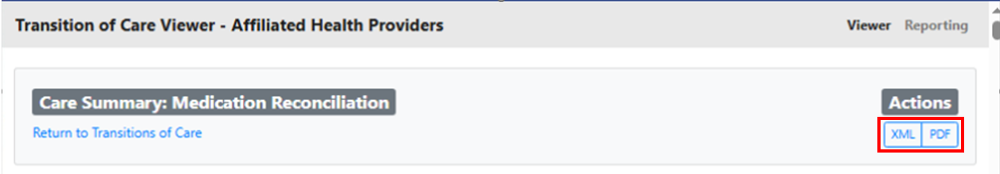 Transition of Care Viewer - Affiliated Health Providers
Viewer Reporting
Care Summary: Medication Reconciliation
Actions
Return to Transitions of Care
XML PDF